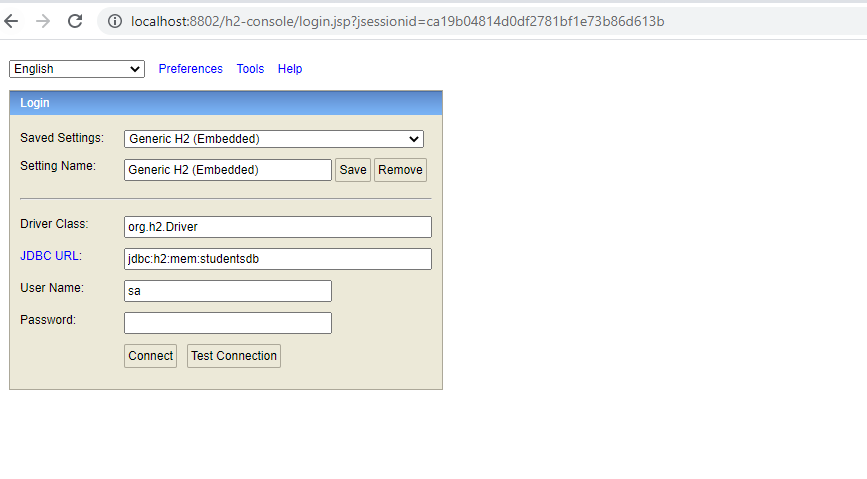 localhost:8802/h2-console/login.jsp?jsessionid=ca19b04814d0df2781bf1e73b86d613b
English Preferences Tools Help
Login
Saved Settings: Generic H2 (Embedded)
Setting Name: Generic H2 (Embedded) Save Remove
Driver Class: org.h2.Driver
JDBC URL: jdbc:h2:mem:studentsdb
User Name: sa
Password:
Connect Test Connection